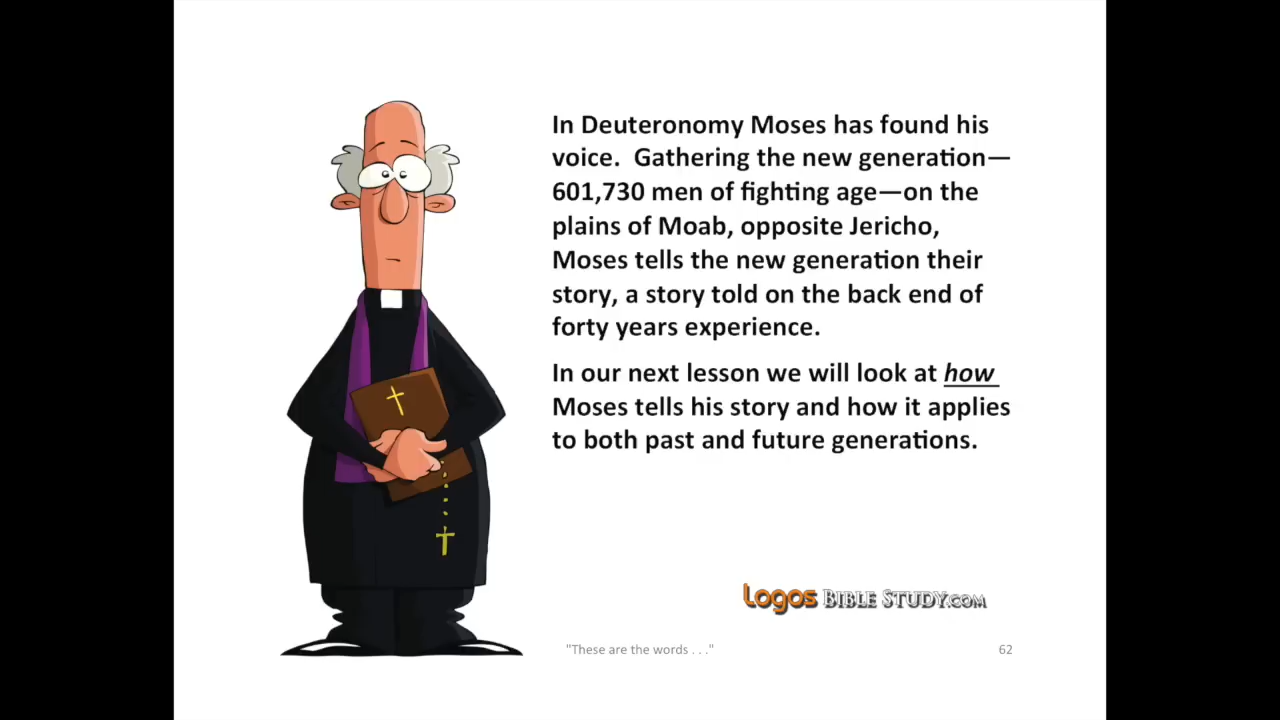 In Deuteronomy Moses has found his
voice.  Gathering the new generation—
601,730 men of fighting age—on the
plains of Moab, opposite Jericho,
Moses tells the new generation their
story, a story told on the back end of
forty years experience.
In our next lesson we will look at how
Moses tells his story and how it applies
to both past and future generations.
Logos BIBLE STUDY.COM
"These are the words . . ."
62